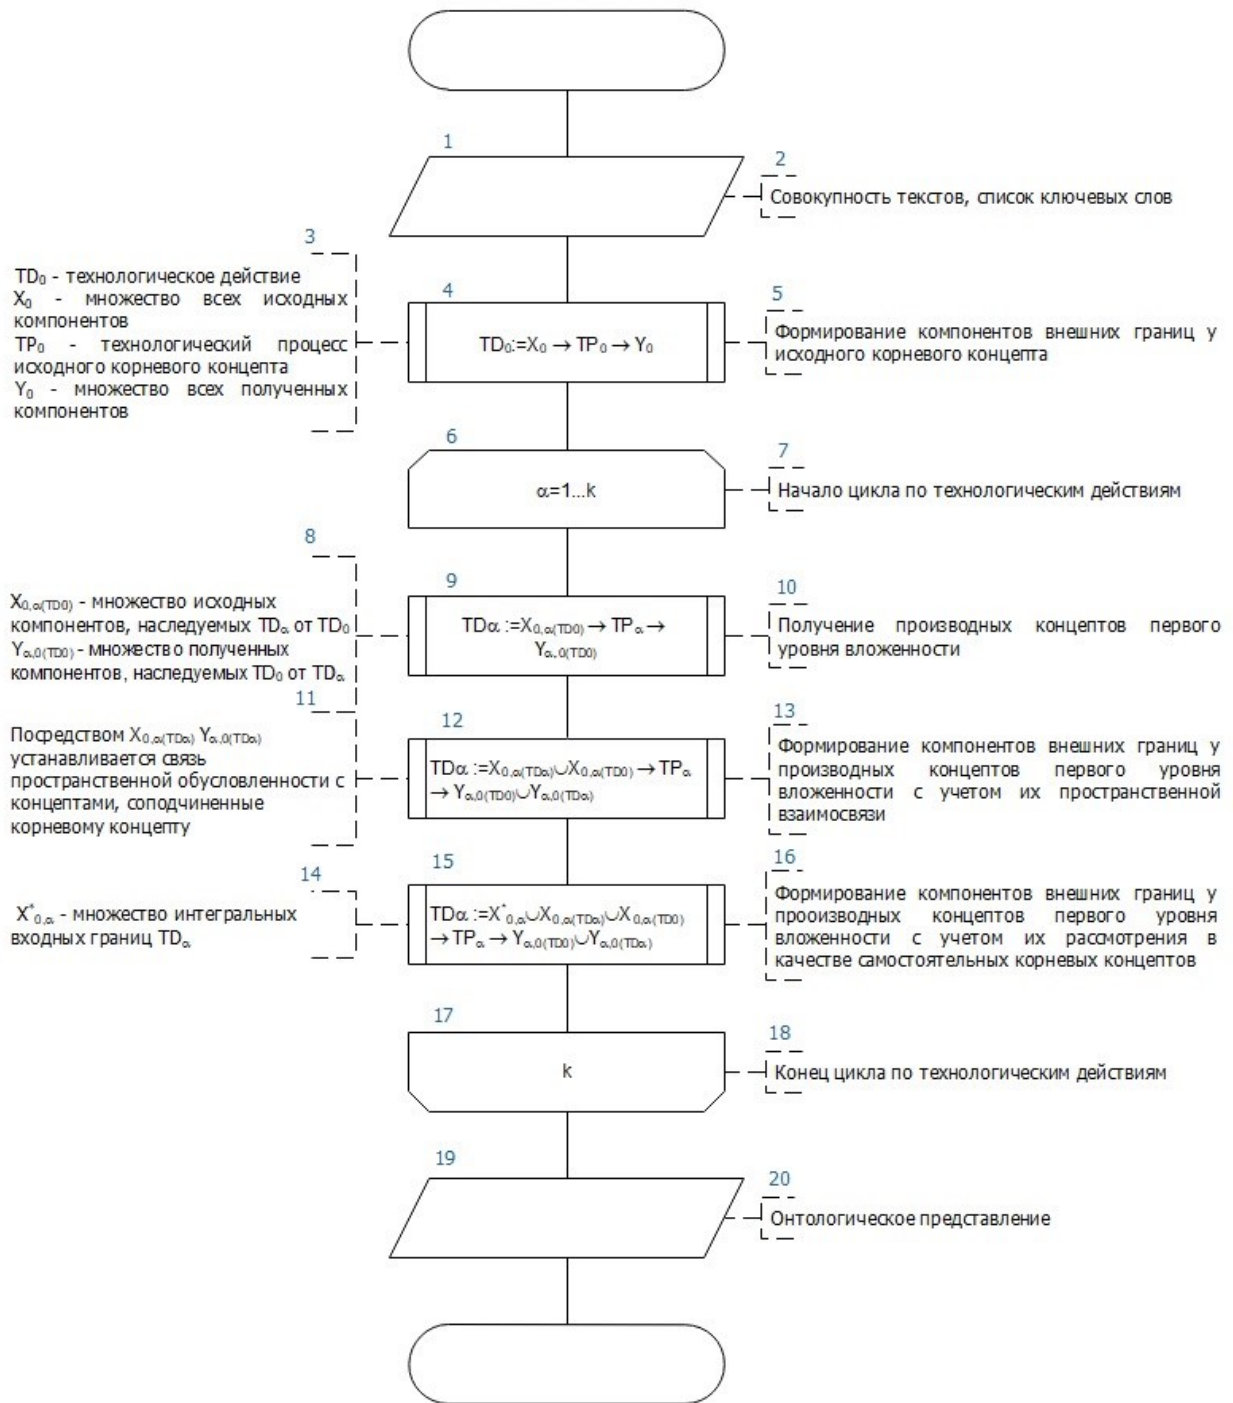 1
2
Совокупность текстов, список ключевых слов
3
TD₀ - технологическое действие
X₀ - множество всех исходных
компонентов
TP₀ - технологический процесс
исходного корневого концепта
Y₀ - множество всех полученных
компонентов
4
TD₀:=X₀ → TP₀ → Y₀
5
Формирование компонентов внешних границ у
исходного корневого концепта
6
α=1...k
7
Начало цикла по технологическим действиям
8
X₀,α(TD0) - множество исходных
компонентов, наследуемых TDα от TD₀
Yα,0(TD0) - множество полученных
компонентов, наследуемых TD₀ от TDα
9
TDα :=X₀,α(TD0) → TPα →
Yα,0(TD0)
10
Получение производных концептов первого
уровня вложенности
11
Посредством X₀,α(TDα) Yα,0(TDα)
устанавливается связь
пространственной обусловленности с
концептами, соподчиненные
корневому концепту
12
TDα :=X₀,α(TDα)∪X₀,α(TD0) → TPα
→ Yα,0(TD0)∪Yα,0(TDα)
13
Формирование компонентов внешних границ у
производных концептов первого уровня
вложенности с учетом их пространственной
взаимосвязи
14
X*₀,α - множество интегральных
входных границ TDα
15
TDα :=X*₀,α∪X₀,α(TDα)∪X₀,α(TD0)
→ TPα → Yα,0(TD0)∪Yα,0(TDα)
16
Формирование компонентов внешних границ у
прооизводных концептов первого уровня
вложенности с учетом их рассмотрения в
качестве самостоятельных корневых концептов
17
k
18
Конец цикла по технологическим действиям
19
20
Онтологическое представление